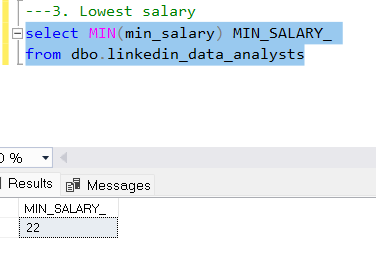 ---3. Lowest salary
select MIN(min_salary) MIN_SALARY_
from dbo.linkedin_data_analysts
0 %
Results
Messages
MIN_SALARY_
22